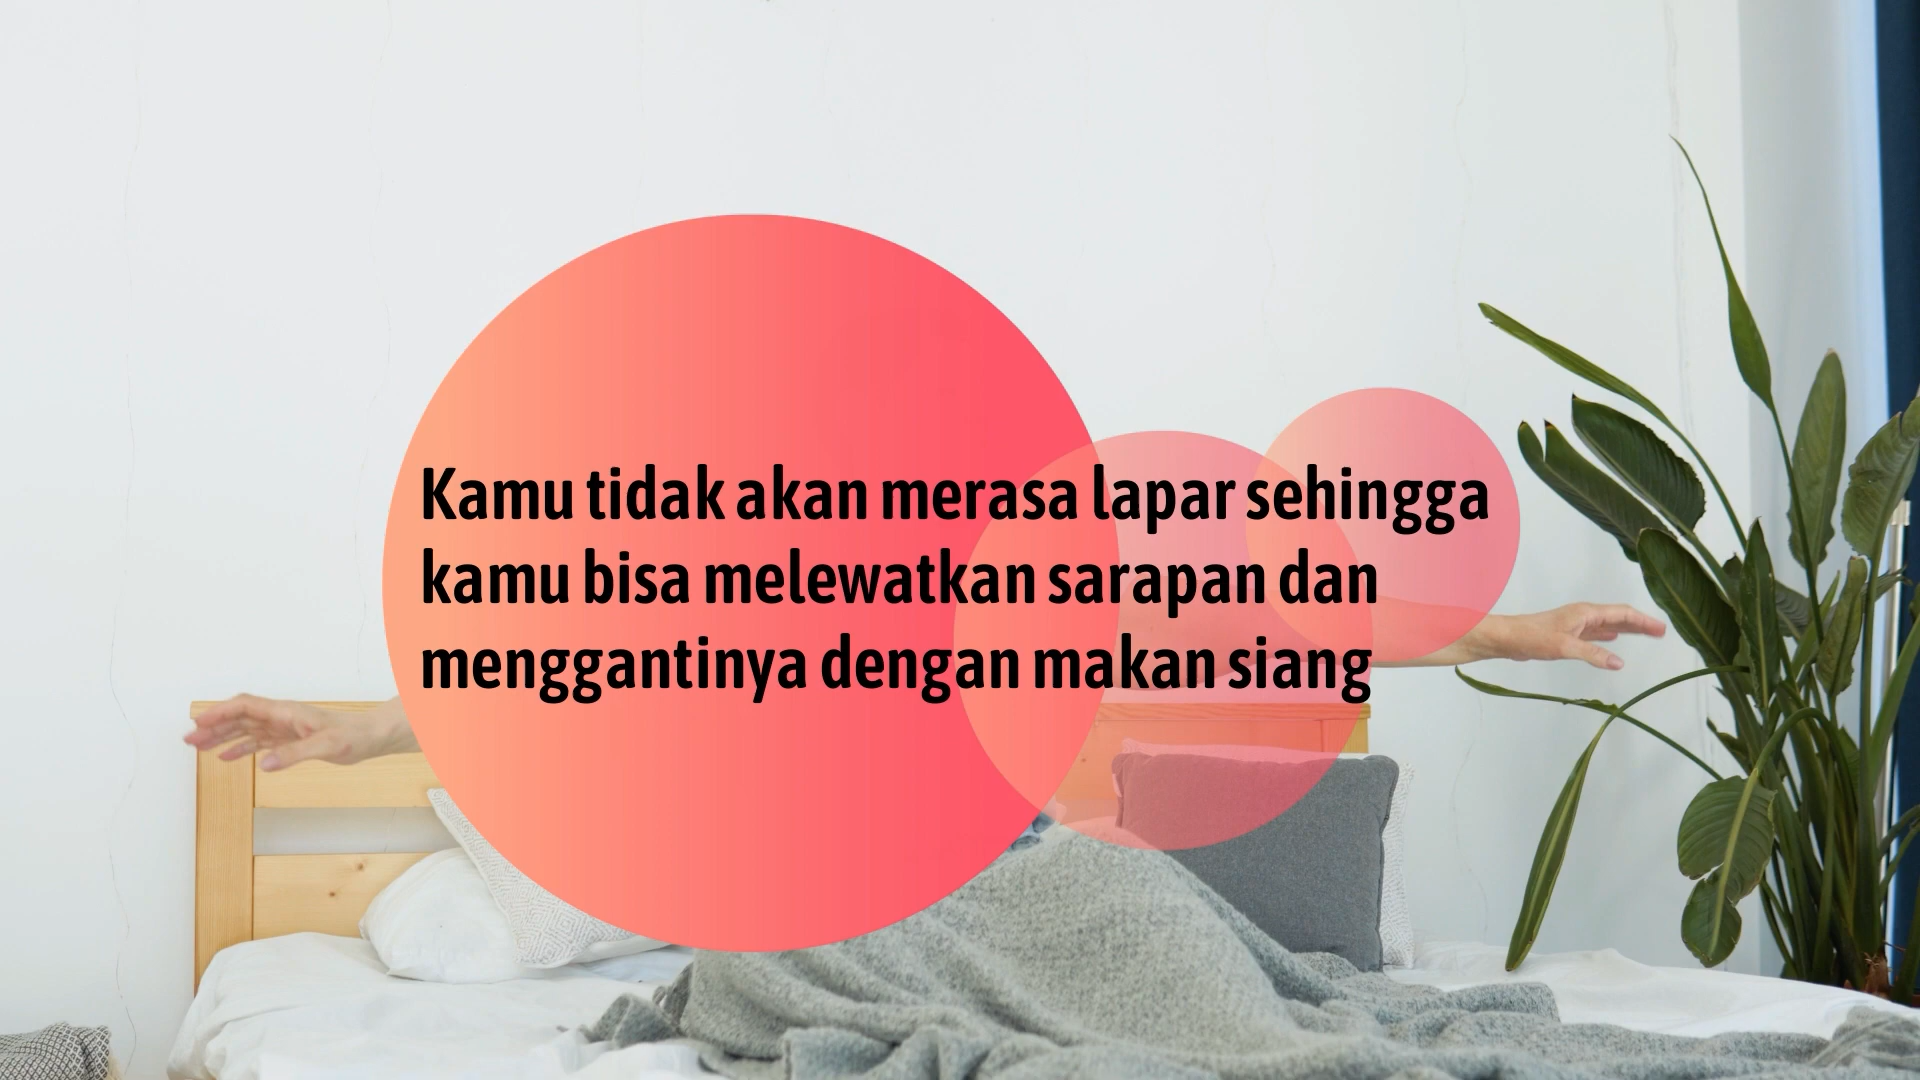 Kamu tidak akan merasa lapar sehingga
kamu bisa melewatkan sarapan dan
menggantinya dengan makan siang